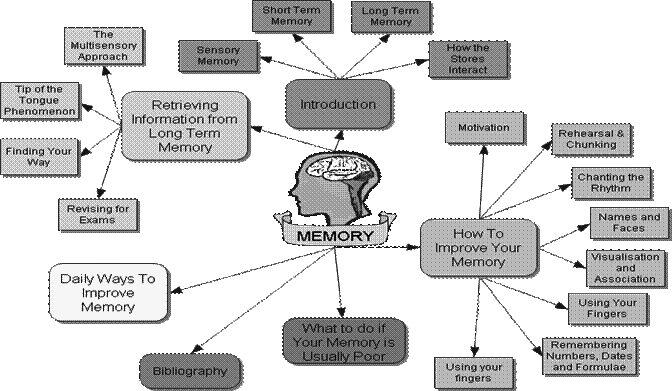 Short Term
Memory
Long Term
Memory
Sensory
Memory
How the
Stores
Interact
Introduction
The
Multisensory
Approach
Tip of the
Tongue
Phenomenon
Finding Your
Way
Revising for
Exams
Retrieving
Information from
Long Term
Memory
MEMORY
Motivation
Rehearsal &
Chunking
Chanting the
Rhythm
Names and
Faces
Visualisation
and
Association
Using Your
Fingers
Remembering
Numbers, Dates
and Formulae
Using your
fingers
How To
Improve Your
Memory
Daily Ways To
Improve
Memory
Bibliography
What to do if
Your Memory is
Usually Poor